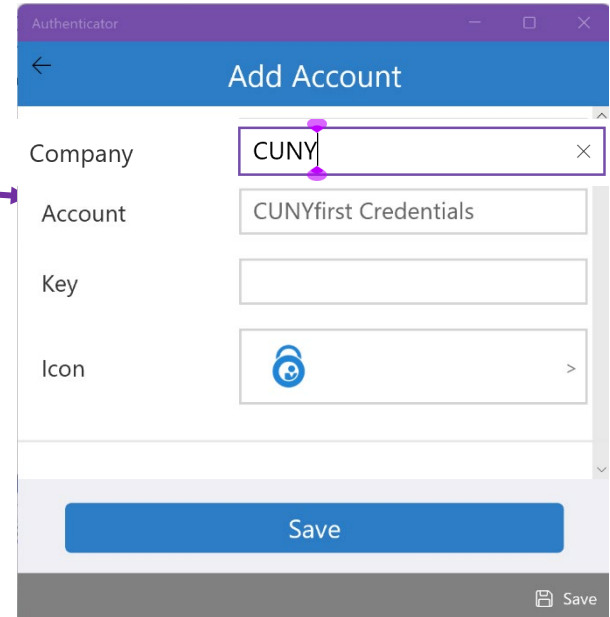 Authenticator
Add Account
Company CUNY
Account CUNYfirst Credentials
Key
Icon >
Save
Save